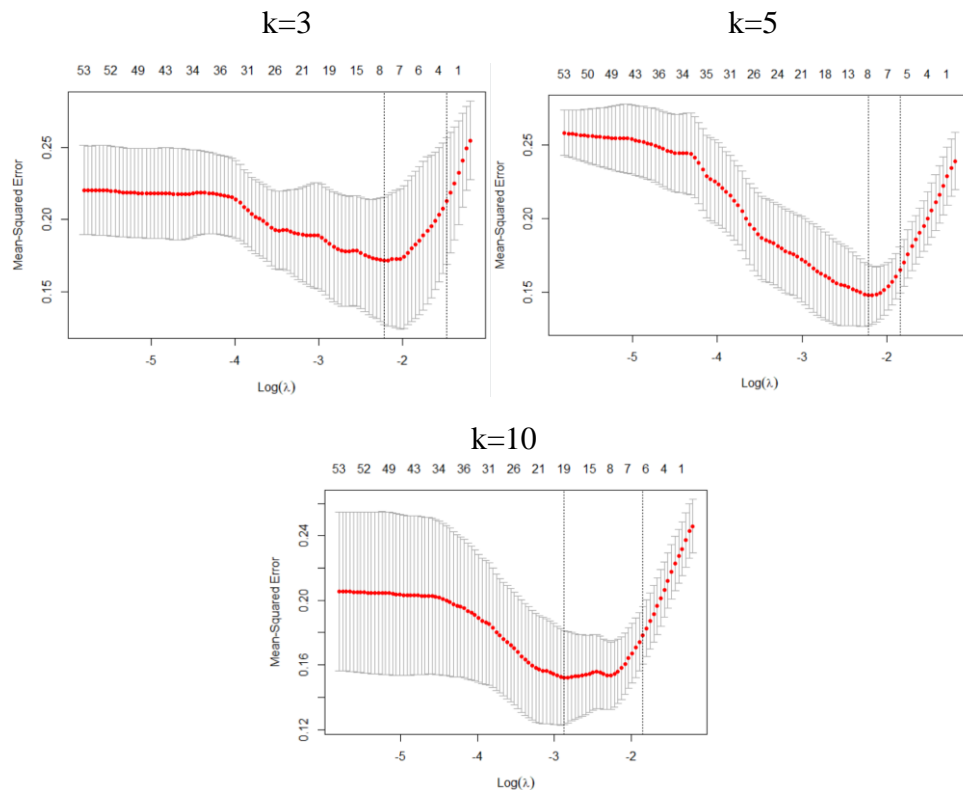 k=3
53 52 49 43 34 36 31 26 21 19 15 8 7 6 4 1
Mean-Squared Error
0.25
0.20
0.15
-5 -4 -3 -2
Log(λ)
k=5
53 50 49 43 36 34 35 31 26 24 21 18 13 8 7 5 4 1
Mean-Squared Error
0.25
0.20
0.15
-5 -4 -3 -2
Log(λ)
k=10
53 52 49 43 34 36 31 26 21 19 15 8 7 6 4 1
Mean-Squared Error
0.24
0.20
0.16
0.12
-5 -4 -3 -2
Log(λ)